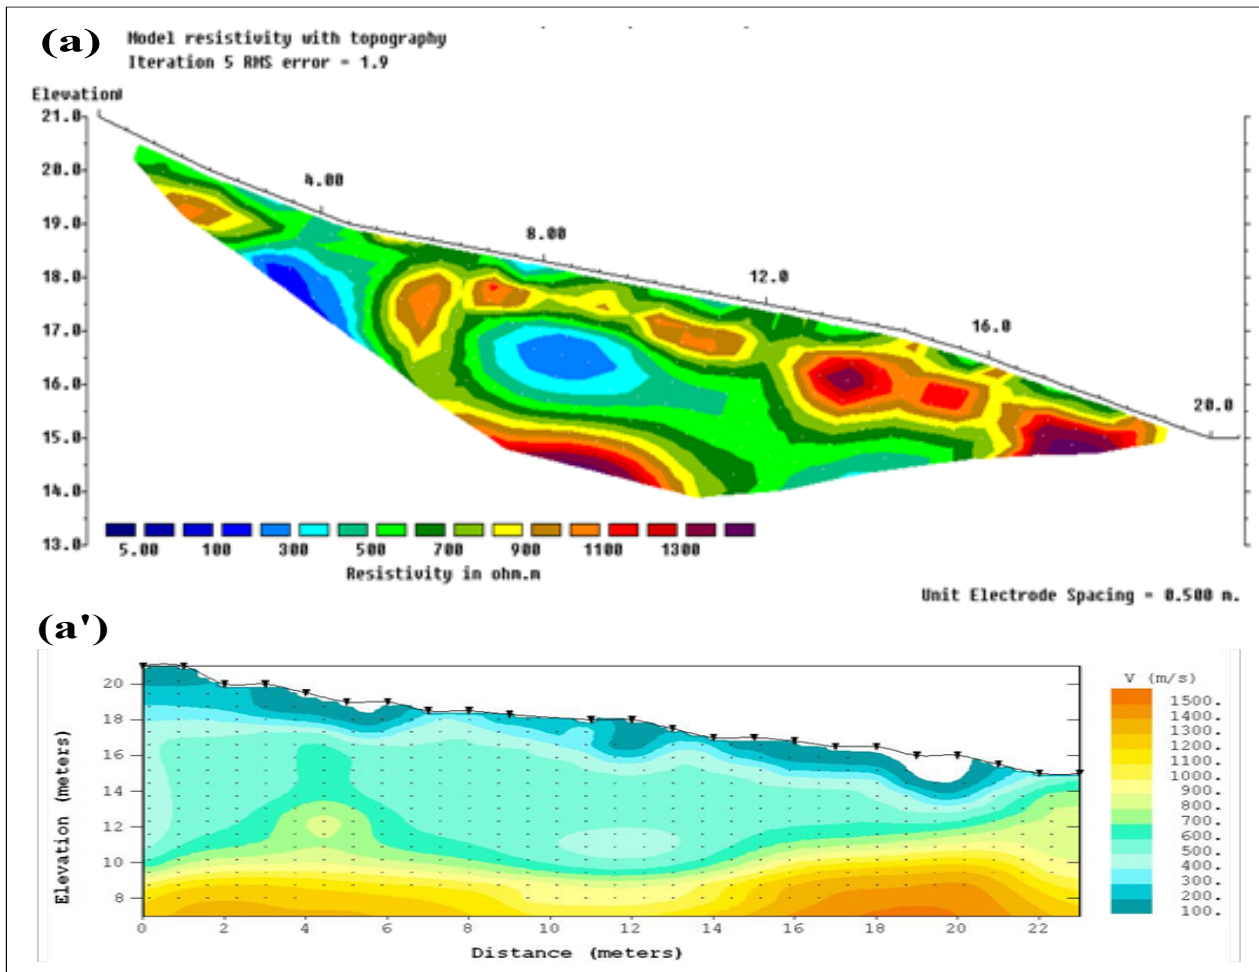 (a)
Model resistivity with topography
Iteration 5 RMS error = 1.9
Elevation
21.0
20.0
19.0
18.0
17.0
16.0
15.0
14.0
13.0
4.00
8.00
12.0
16.0
20.0
5.00 100 300 500 700 900 1100 1300
Resistivity in ohm.m
Unit Electrode Spacing = 0.500 m.
(a')
V (m/s)
1500.
1400.
1200.
1100.
1000.
900.
800.
700.
600.
500.
400.
300.
200.
100.
Elevation (meters)
20
18
16
14
12
10
8
0 2 4 6 8 10 12 14 16 18 20 22
Distance (meters)